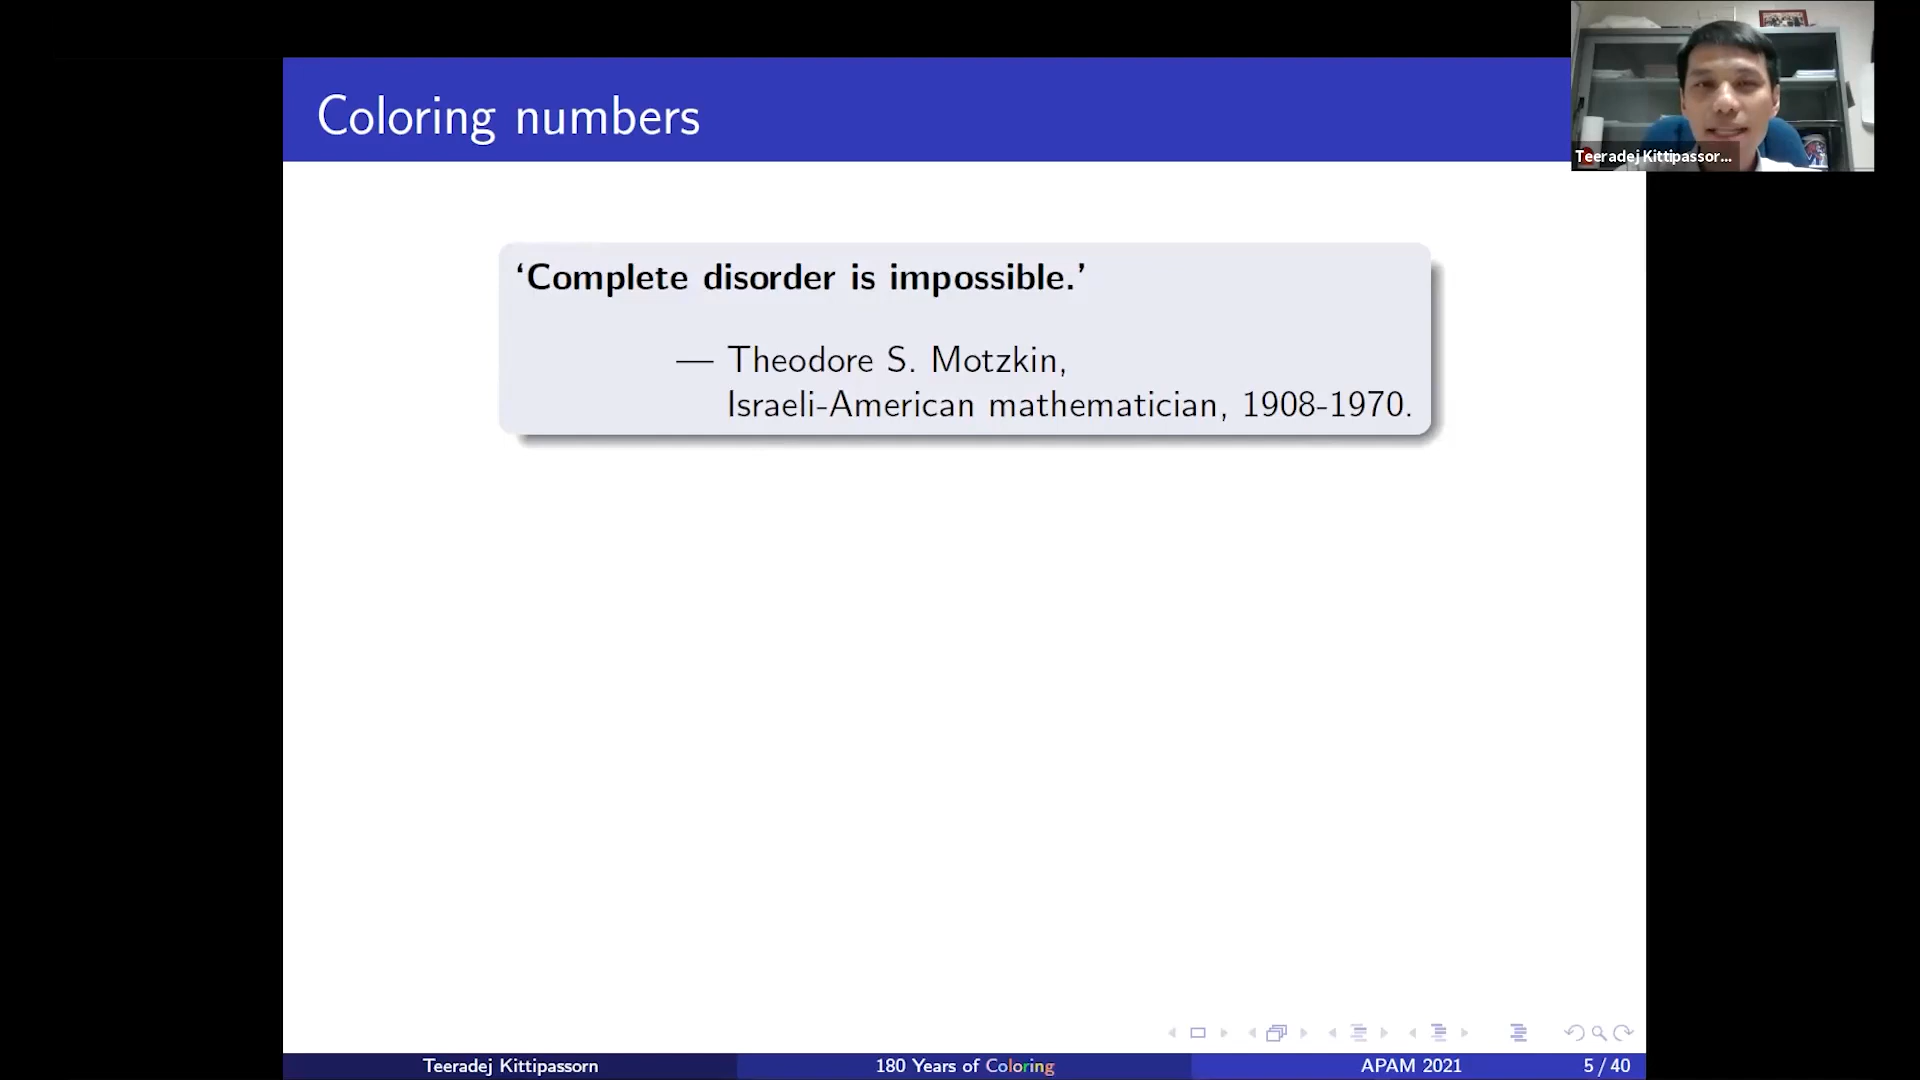 Coloring numbers
Teeradej Kittipassor...
‘Complete disorder is impossible.’
— Theodore S. Motzkin,
Israeli-American mathematician, 1908-1970.
Teeradej Kittipassorn
180 Years of Coloring
APAM 2021
5 / 40